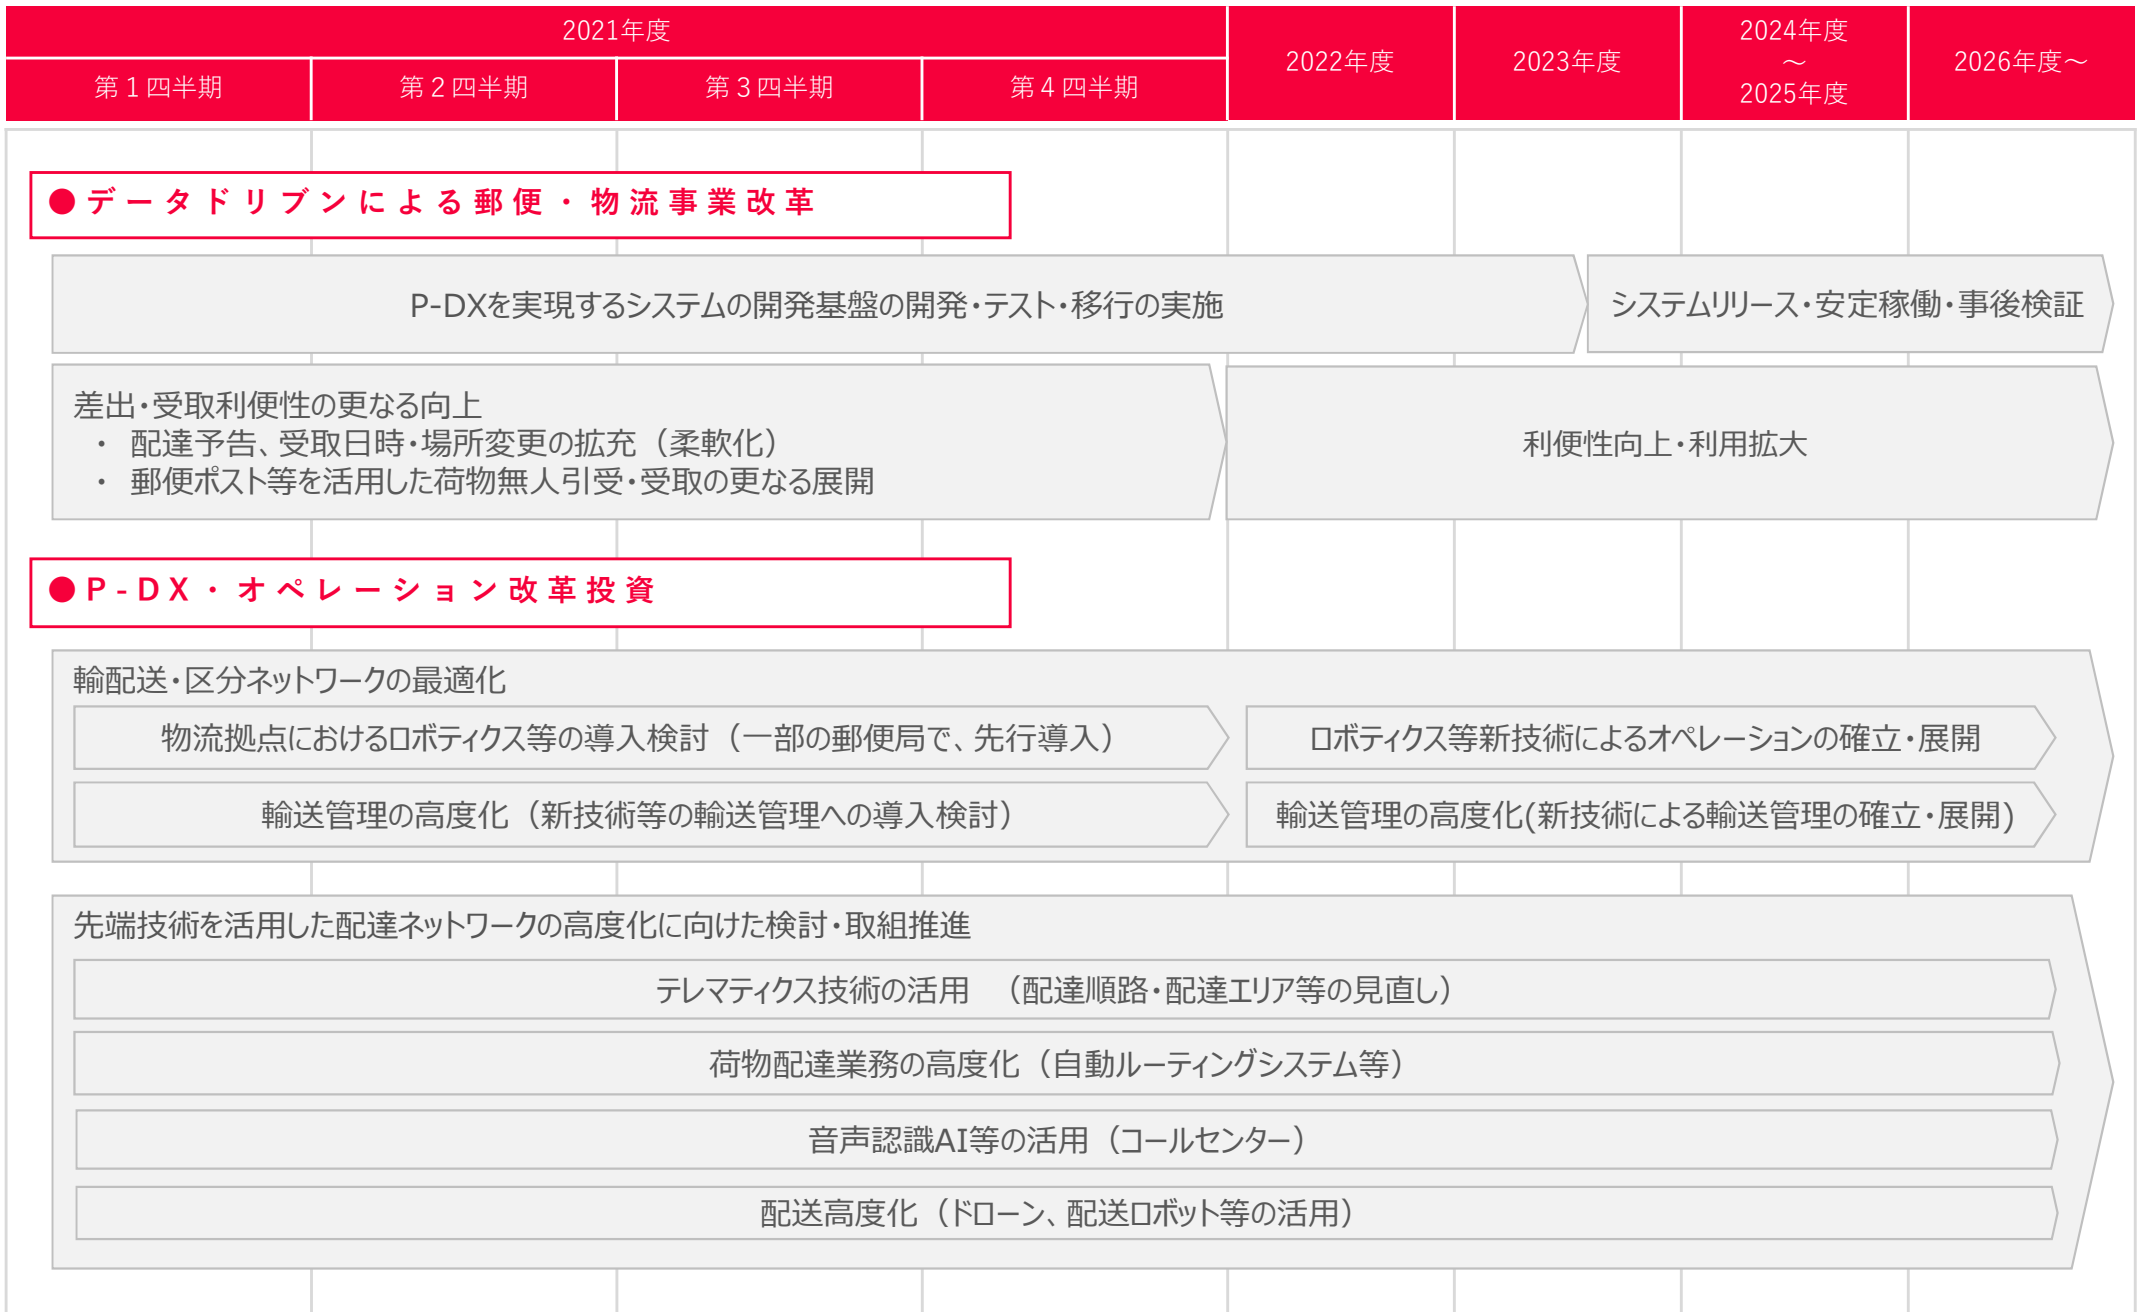 2021年度
第1四半期
第2四半期
第3四半期
第4四半期
2022年度
2023年度
2024年度
～
2025年度
2026年度～
●データドリブンによる郵便・物流事業改革
P-DXを実現するシステムの開発基盤の開発・テスト・移行の実施
システムリリース・安定稼働・事後検証
差出・受取利便性の更なる向上
・ 配達予告、受取日時・場所変更の拡充（柔軟化）
・ 郵便ポスト等を活用した荷物無人引受・受取の更なる展開
利便性向上・利用拡大
●P-DX・オペレーション改革投資
輸配送・区分ネットワークの最適化
物流拠点におけるロボティクス等の導入検討（一部の郵便局で、先行導入）
ロボティクス等新技術によるオペレーションの確立・展開
輸送管理の高度化（新技術等の輸送管理への導入検討）
輸送管理の高度化(新技術による輸送管理の確立・展開)
先端技術を活用した配達ネットワークの高度化に向けた検討・取組推進
テレマティクス技術の活用　（配達順路・配達エリア等の見直し）
荷物配達業務の高度化（自動ルーティングシステム等）
音声認識AI等の活用（コールセンター）
配送高度化（ドローン、配送ロボット等の活用）